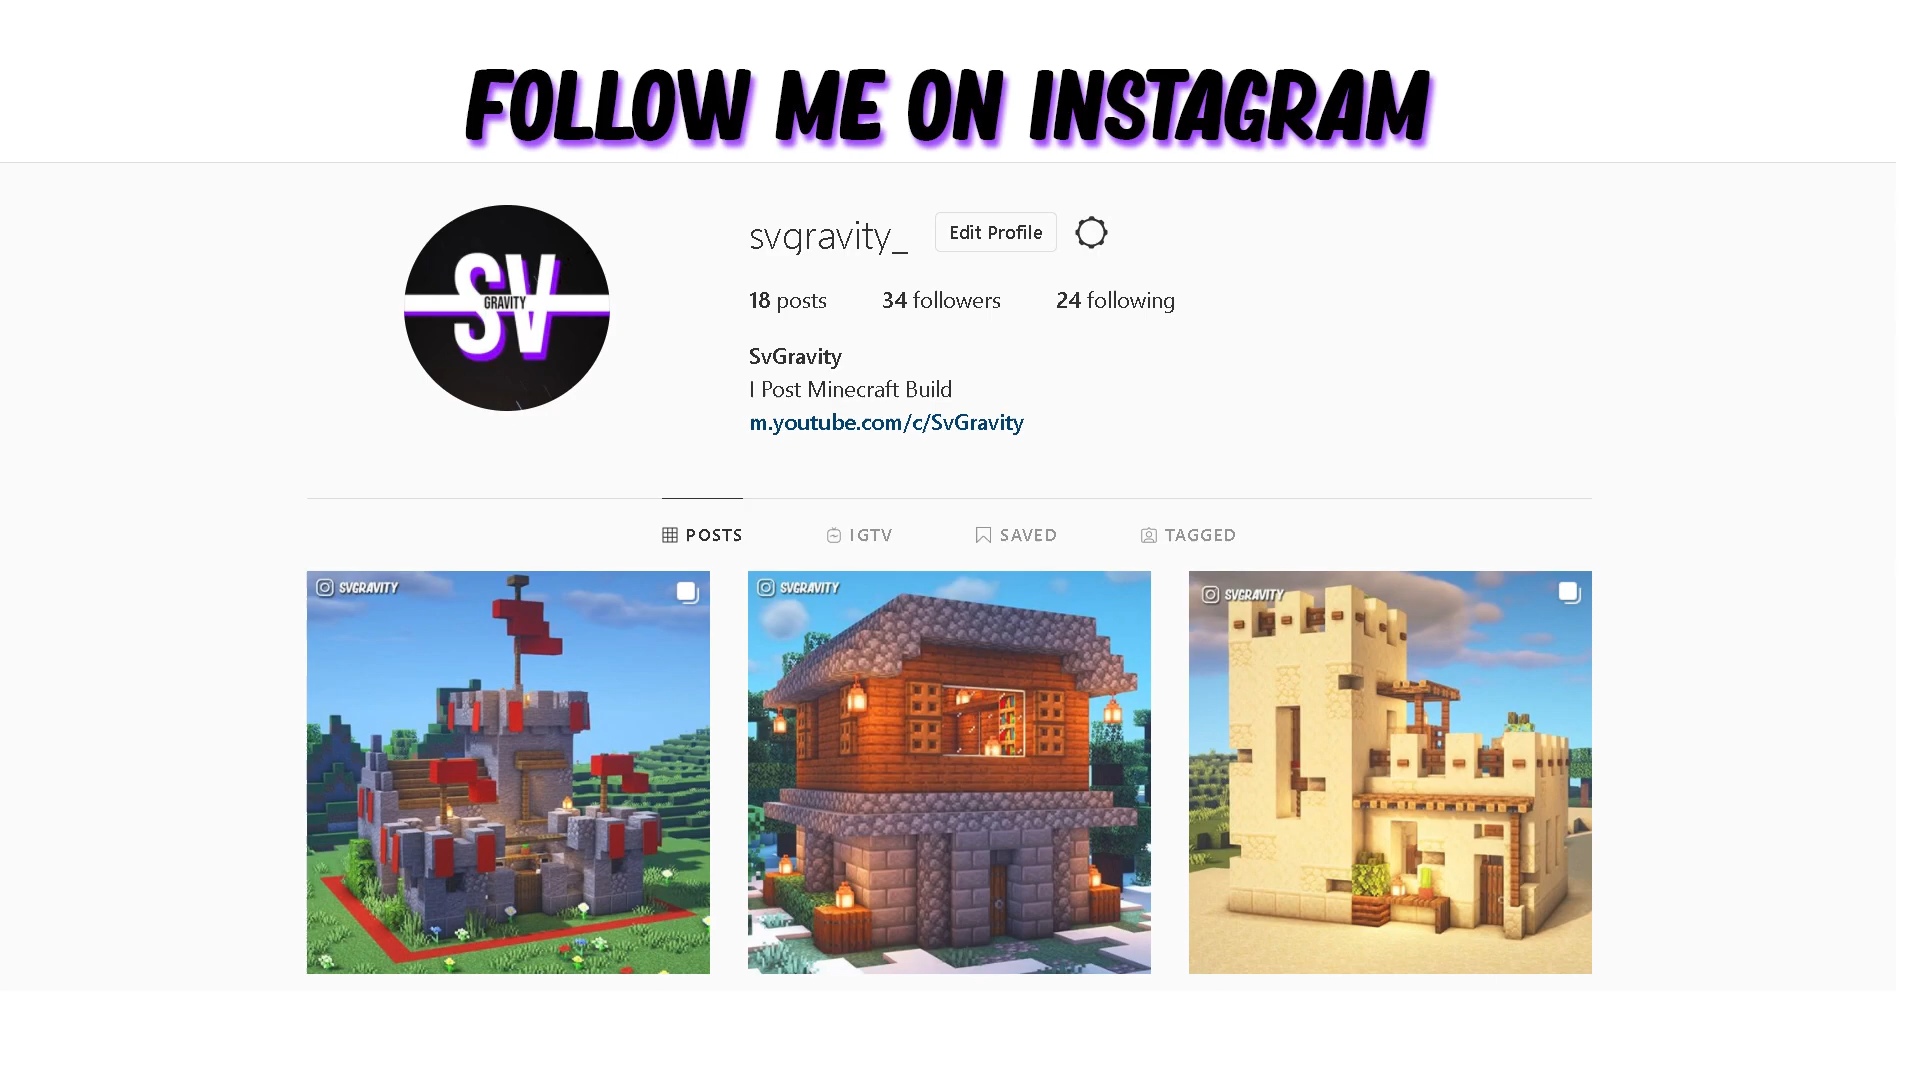 FOLLOW ME ON INSTAGRAM
SV
GRAVITY
svgravity_ Edit Profile
18 posts 34 followers 24 following
SvGravity
I Post Minecraft Build
m.youtube.com/c/SvGravity
POSTS IGTV SAVED TAGGED
SVGRAVITY SVGRAVITY SVGRAVITY